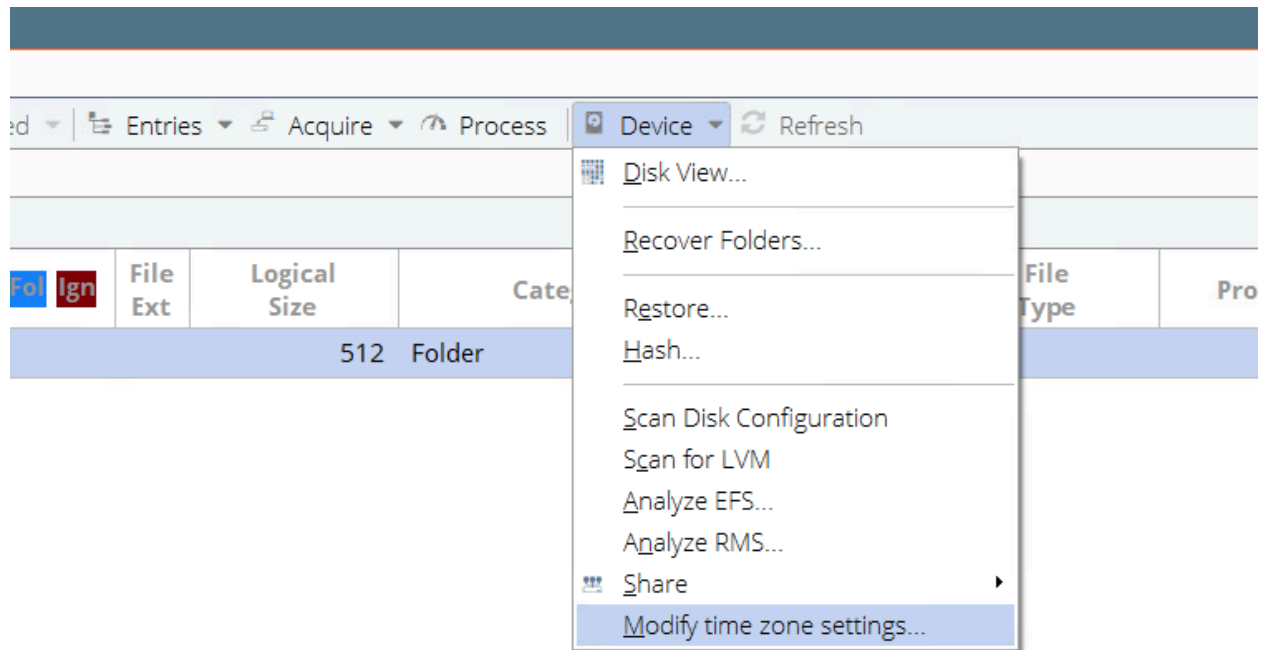 ed Entries Acquire Process Device Refresh
Disk View...
Recover Folders...
Fol Ign File Ext Logical Size Cate File Type Pro
Restore...
512 Folder
Hash...
Scan Disk Configuration
Scan for LVM
Analyze EFS...
Analyze RMS...
Share
Modify time zone settings...